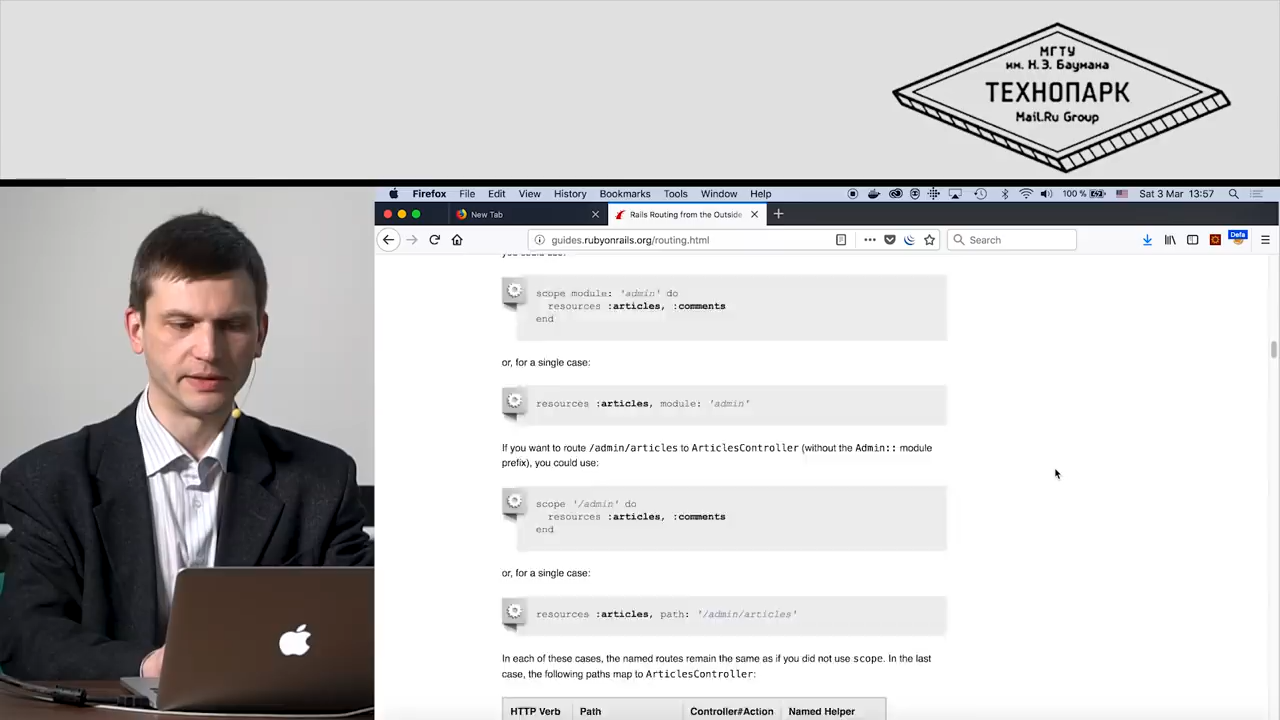 МГТУ
им. Н.Э. Баумана
ТЕХНОПАРК
Mail.Ru Group
Firefox File Edit View History Bookmarks Tools Window Help
100 % Sat 3 Mar 13:57
New Tab
Rails Routing from the Outside
guides.rubyonrails.org/routing.html
Search
Defa
you could use:
scope module: 'admin' do
resources :articles, :comments
end
or, for a single case:
resources :articles, module: 'admin'
If you want to route /admin/articles to ArticlesController (without the Admin:: module
prefix), you could use:
scope '/admin' do
resources :articles, :comments
end
or, for a single case:
resources :articles, path: '/admin/articles'
In each of these cases, the named routes remain the same as if you did not use scope. In the last
case, the following paths map to ArticlesController:
HTTP Verb Path Controller#Action Named Helper